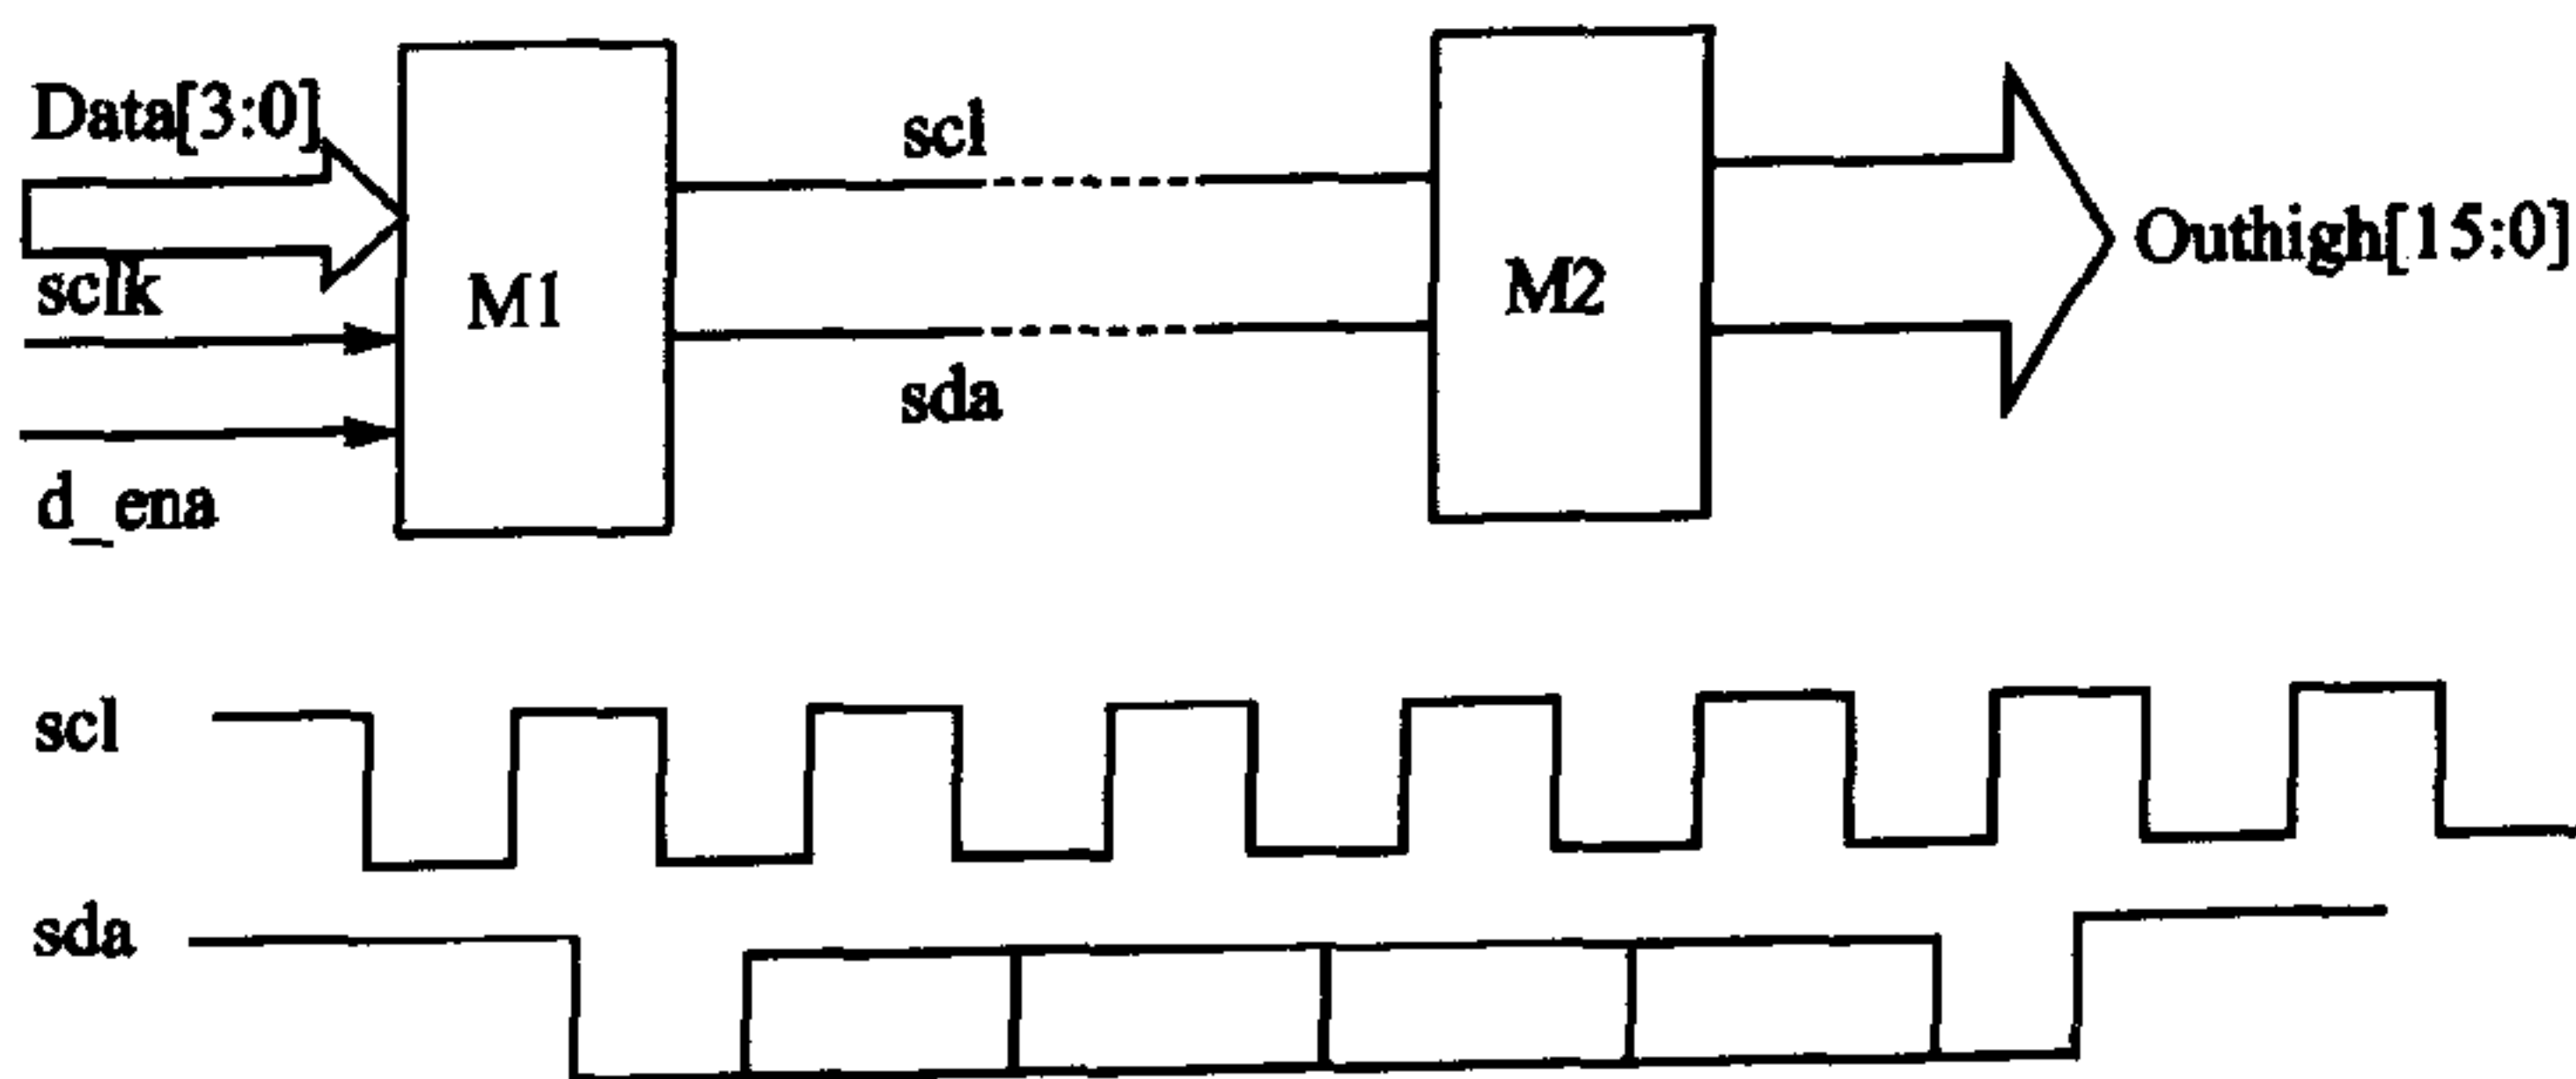 Data[3:0]
sclk
d_ena
M1
scl
sda
M2
Outhigh[15:0]
scl
sda